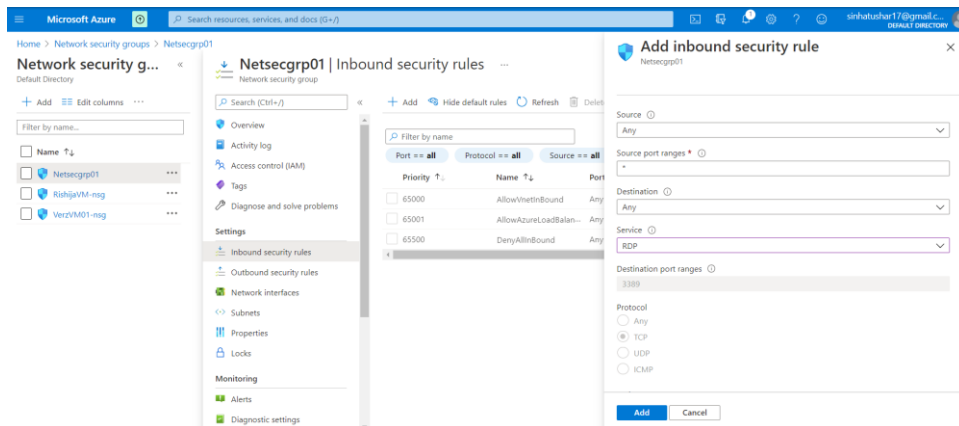 Microsoft Azure
Search resources, services, and docs (G+/)
sinhatushar17@gmail.c...
DEFAULT DIRECTORY
Home > Network security groups > Netsecgrp01
Network security g...
«
Default Directory
+ Add
Edit columns
...
Filter by name...
Name ↑↓
Netsecgrp01
...
RishijaVM-nsg
...
VerzVM01-nsg
...
Netsecgrp01 | Inbound security rules
...
Network security group
Search (Ctrl+/)
«
Overview
Activity log
Access control (IAM)
Tags
Diagnose and solve problems
Settings
Inbound security rules
Outbound security rules
Network interfaces
Subnets
Properties
Locks
Monitoring
Alerts
Diagnostic settings
+ Add
Hide default rules
Refresh
Delet
Filter by name
Port == all
Protocol == all
Source == all
Priority ↑
Name ↑↓
Port
65000
AllowVnetInBound
Any
65001
AllowAzureLoadBalan...
Any
65500
DenyAllInBound
Any
Add inbound security rule
×
Netsecgrp01
Source
Any
Source port ranges *
*
Destination
Any
Service
RDP
Destination port ranges
3389
Protocol
Any
TCP
UDP
ICMP
Add
Cancel